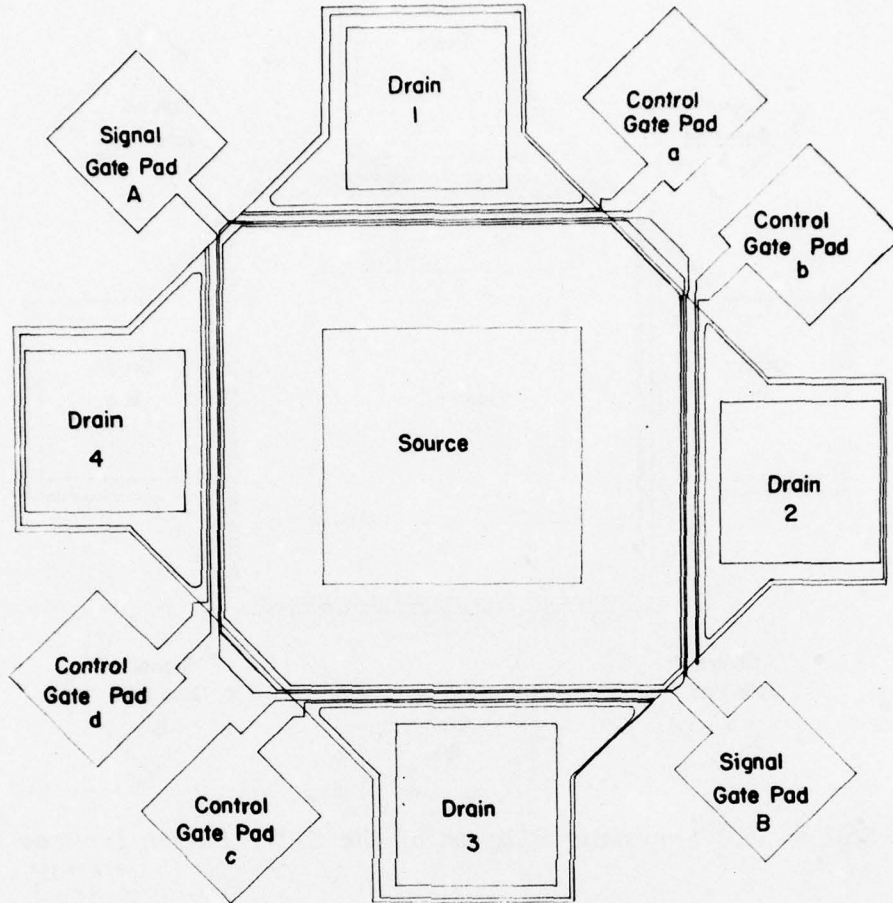 Drain
1
Signal
Gate Pad
A
Control
Gate Pad
a
Control
Gate Pad
b
Drain
4
Source
Drain
2
Control
Gate Pad
d
Control
Gate Pad
c
Drain
3
Signal
Gate Pad
B